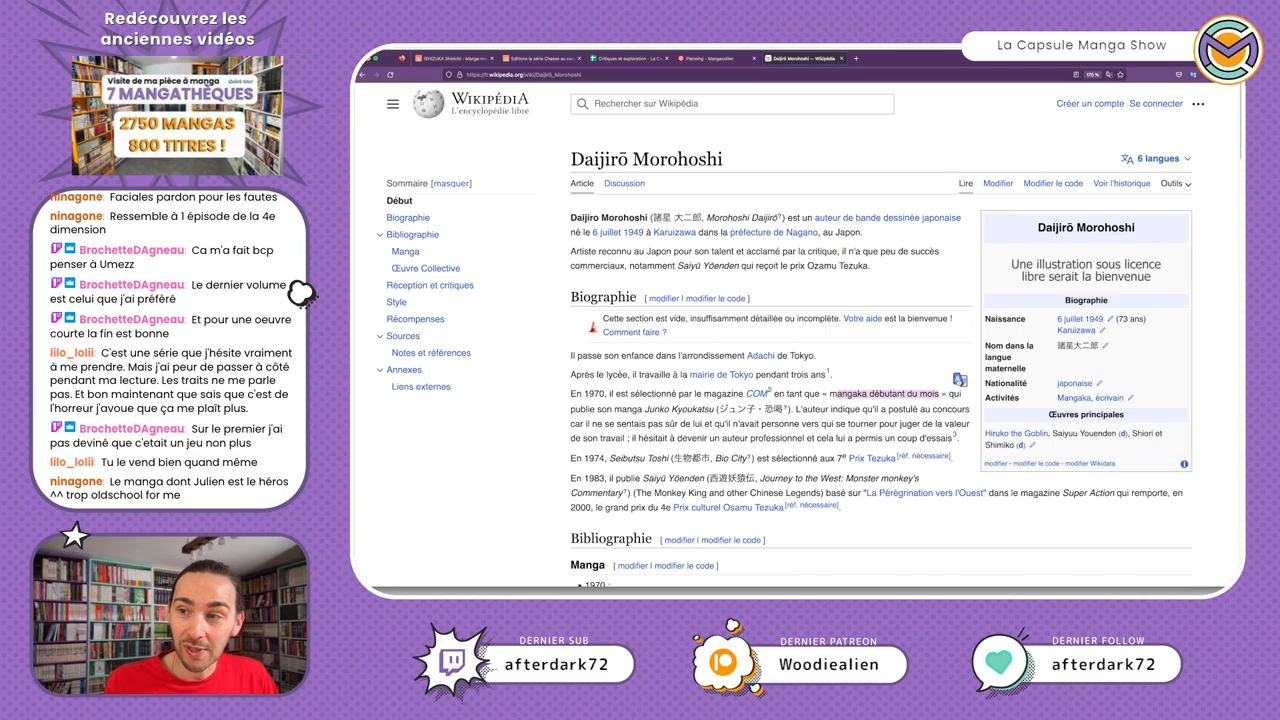 Redécouvrez les
anciennes vidéos
Visite de ma pièce à manga
7 MANGATHÈQUES
2750 MANGAS
800 TITRES !
ninagone: Faciales pardon pour les fautes
ninagone: Ressemble à 1 épisode de la 4e
dimension
BrochetteDAgneau: Ca m'a fait bcp
penser à Umezz
BrochetteDAgneau: Le dernier volume
est celui que j'ai préféré
BrochetteDAgneau: Et pour une oeuvre
courte la fin est bonne
lilo_lolii: C'est une série que j'hésite vraiment
à me prendre. Mais j'ai peur de passer à côté
pendant ma lecture. Les traits ne me parle
pas. Et bon maintenant que sais que c'est de
l'horreur j'avoue que ça me plaît plus.
BrochetteDAgneau: Sur le premier j'ai
pas deviné que c'etait un jeu non plus
lilo_lolii: Tu le vend bien quand même
ninagone: Le manga dont Julien est le héros
^^ trop oldschool for me
La Capsule Manga Show
Daijirō Morohoshi — Wikipédia
https://fr.wikipedia.org/wiki/Daijirō_Morohoshi
170 %
WIKIPÉDIA
L'encyclopédie libre
Rechercher sur Wikipédia
Créer un compte Se connecter
Daijirō Morohoshi
6 langues
Article Discussion
Lire Modifier Modifier le code Voir l'historique Outils
Sommaire [masquer]
Début
Biographie
Bibliographie
Manga
Œuvre Collective
Réception et critiques
Style
Récompenses
Sources
Notes et références
Annexes
Liens externes
Daijiro Morohoshi (諸星 大二郎, Morohoshi Daijirō?) est un auteur de bande dessinée japonaise
né le 6 juillet 1949 à Karuizawa dans la préfecture de Nagano, au Japon.
Artiste reconnu au Japon pour son talent et acclamé par la critique, il n'a que peu de succès
commerciaux, notamment Saiyū Yōenden qui reçoit le prix Ozamu Tezuka.
Biographie [ modifier | modifier le code ]
Cette section est vide, insuffisamment détaillée ou incomplète. Votre aide est la bienvenue !
Comment faire ?
Il passe son enfance dans l'arrondissement Adachi de Tokyo.
Après le lycée, il travaille à la mairie de Tokyo pendant trois ans1.
En 1970, il est sélectionné par le magazine COM2 en tant que « mangaka débutant du mois » qui
publie son manga Junko Kyoukatsu (ジュン子・恐喝?). L'auteur indique qu'il a postulé au concours
car il ne se sentait pas sûr de lui et qu'il n'avait personne vers qui se tourner pour juger de la valeur
de son travail ; il hésitait à devenir un auteur professionnel et cela lui a permis un coup d'essais3.
En 1974, Seibutsu Toshi (生物都市, Bio City?) est sélectionné aux 7e Prix Tezuka[réf. nécessaire].
En 1983, il publie Saiyū Yōenden (西遊妖猿伝, Journey to the West: Monster monkey's
Commentary?) (The Monkey King and other Chinese Legends) basé sur "La Pérégrination vers l'Ouest" dans le magazine Super Action qui remporte, en
2000, le grand prix du 4e Prix culturel Osamu Tezuka[réf. nécessaire].
Bibliographie [ modifier | modifier le code ]
Manga [ modifier | modifier le code ]
• 1970 :
Daijirō Morohoshi
Une illustration sous licence
libre serait la bienvenue
Biographie
Naissance 6 juillet 1949 (73 ans)
Karuizawa
Nom dans la
langue
maternelle
諸星大二郎
Nationalité japonaise
Activités Mangaka, écrivain
Œuvres principales
Hiruko the Goblin, Saiyuu Youenden (d), Shiori et
Shimiko (d)
modifier - modifier le code - modifier Wikidata
DERNIER SUB
afterdark72
DERNIER PATREON
Woodiealien
DERNIER FOLLOW
afterdark72